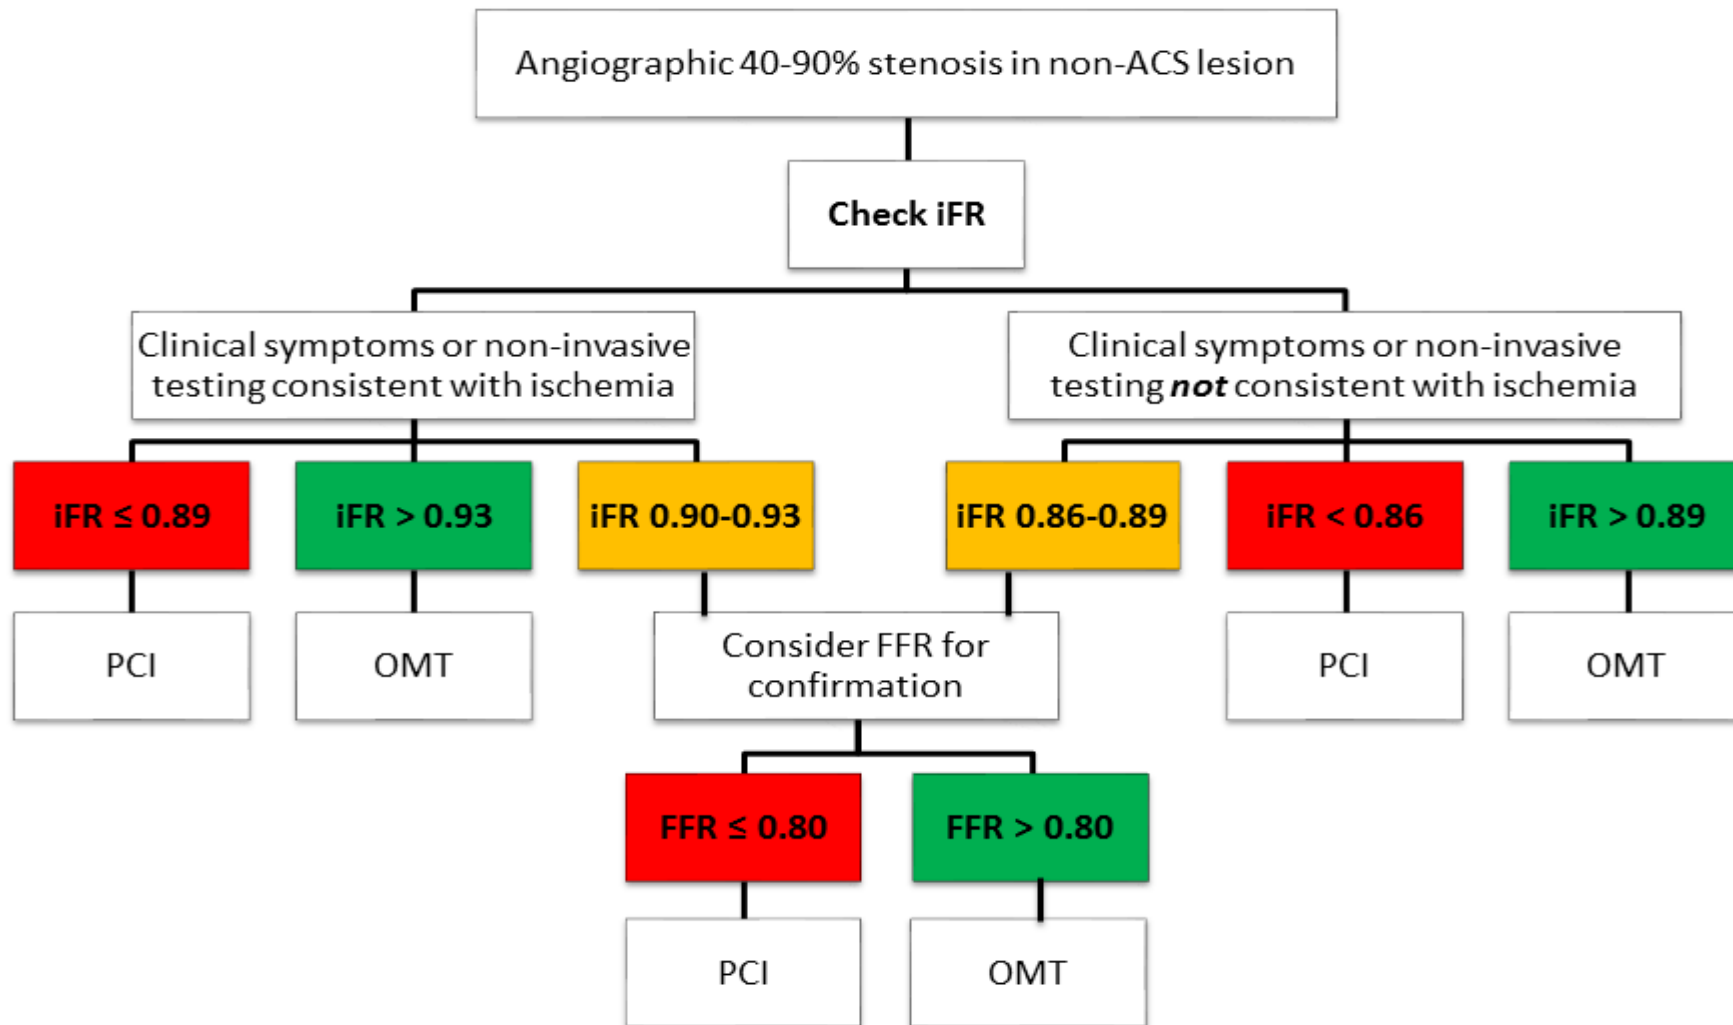 Angiographic 40-90% stenosis in non-ACS lesion
Check iFR
Clinical symptoms or non-invasive
testing consistent with ischemia
Clinical symptoms or non-invasive
testing not consistent with ischemia
iFR ≤ 0.89
iFR > 0.93
iFR 0.90-0.93
iFR 0.86-0.89
iFR < 0.86
iFR > 0.89
PCI
OMT
Consider FFR for
confirmation
PCI
OMT
FFR ≤ 0.80
FFR > 0.80
PCI
OMT